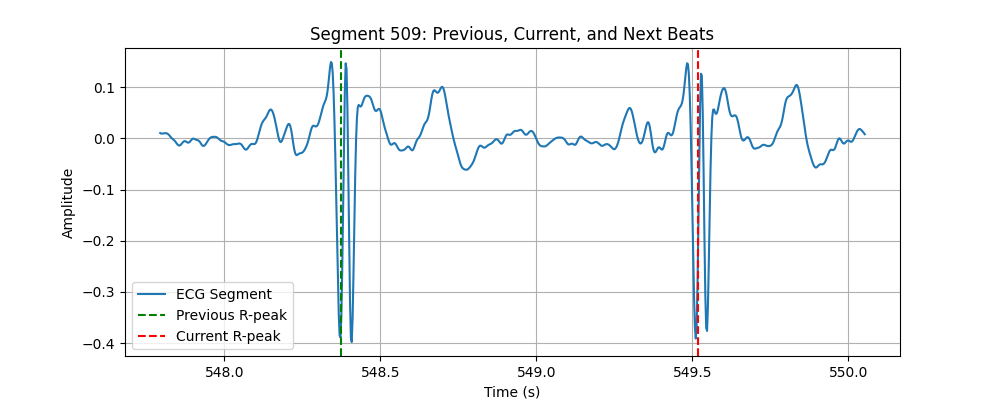 Segment 509: Previous, Current, and Next Beats
Amplitude
0.1
0.0
−0.1
−0.2
−0.3
−0.4
ECG Segment
Previous R-peak
Current R-peak
548.0 548.5 549.0 549.5 550.0
Time (s)